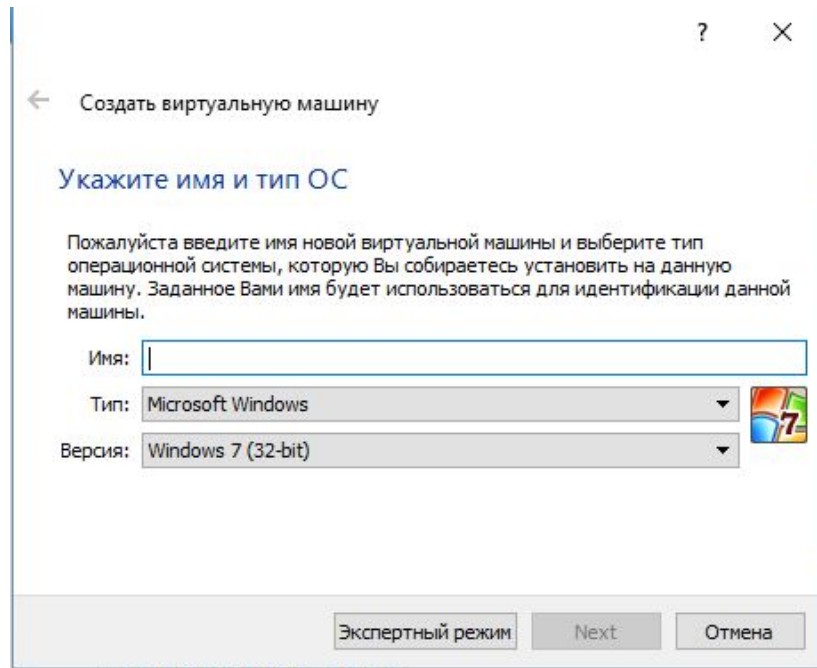 ?
Создать виртуальную машину
Укажите имя и тип ОС
Пожалуйста введите имя новой виртуальной машины и выберите тип
операционной системы, которую Вы собираетесь установить на данную
машину. Заданное Вами имя будет использоваться для идентификации данной
машины.
Имя:
Тип: Microsoft Windows
7
Версия: Windows 7 (32-bit)
Экспертный режим Next Отмена